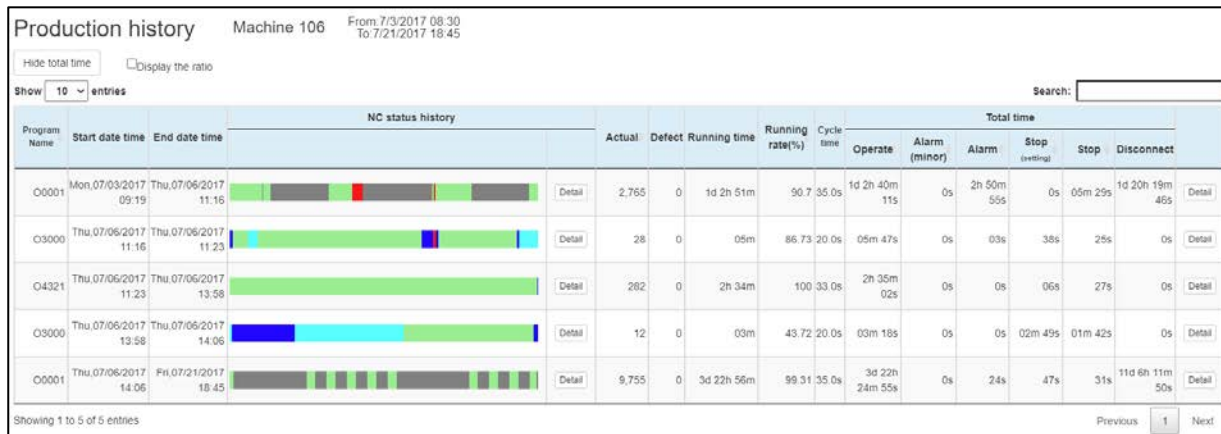 Production history Machine 106 From:7/3/2017 08:30
To:7/21/2017 18:45
Hide total time Display the ratio
Show 10 entries Search:
Program Name Start date time End date time NC status history Actual Defect Running time Running rate(%) Cycle time Total time
Operate Alarm (minor) Alarm Stop (setting) Stop Disconnect
O0001 Mon,07/03/2017 09:19 Thu,07/06/2017 11:16 Detail 2,765 0 1d 2h 51m 90.7 35.0s 1d 2h 40m 11s 0s 2h 50m 55s 0s 05m 29s 1d 20h 19m 46s Detail
O3000 Thu,07/06/2017 11:16 Thu,07/06/2017 11:23 Detail 28 0 05m 86.73 20.0s 05m 47s 0s 03s 38s 25s 0s Detail
O4321 Thu,07/06/2017 11:23 Thu,07/06/2017 13:58 Detail 282 0 2h 34m 100 33.0s 2h 35m 02s 0s 0s 06s 27s 0s Detail
O3000 Thu,07/06/2017 13:58 Thu,07/06/2017 14:06 Detail 12 0 03m 43.72 20.0s 03m 18s 0s 0s 02m 49s 01m 42s 0s Detail
O0001 Thu,07/06/2017 14:06 Fri,07/21/2017 18:45 Detail 9,755 0 3d 22h 56m 99.31 35.0s 3d 22h 24m 55s 0s 24s 47s 31s 11d 6h 11m 50s Detail
Showing 1 to 5 of 5 entries Previous 1 Next